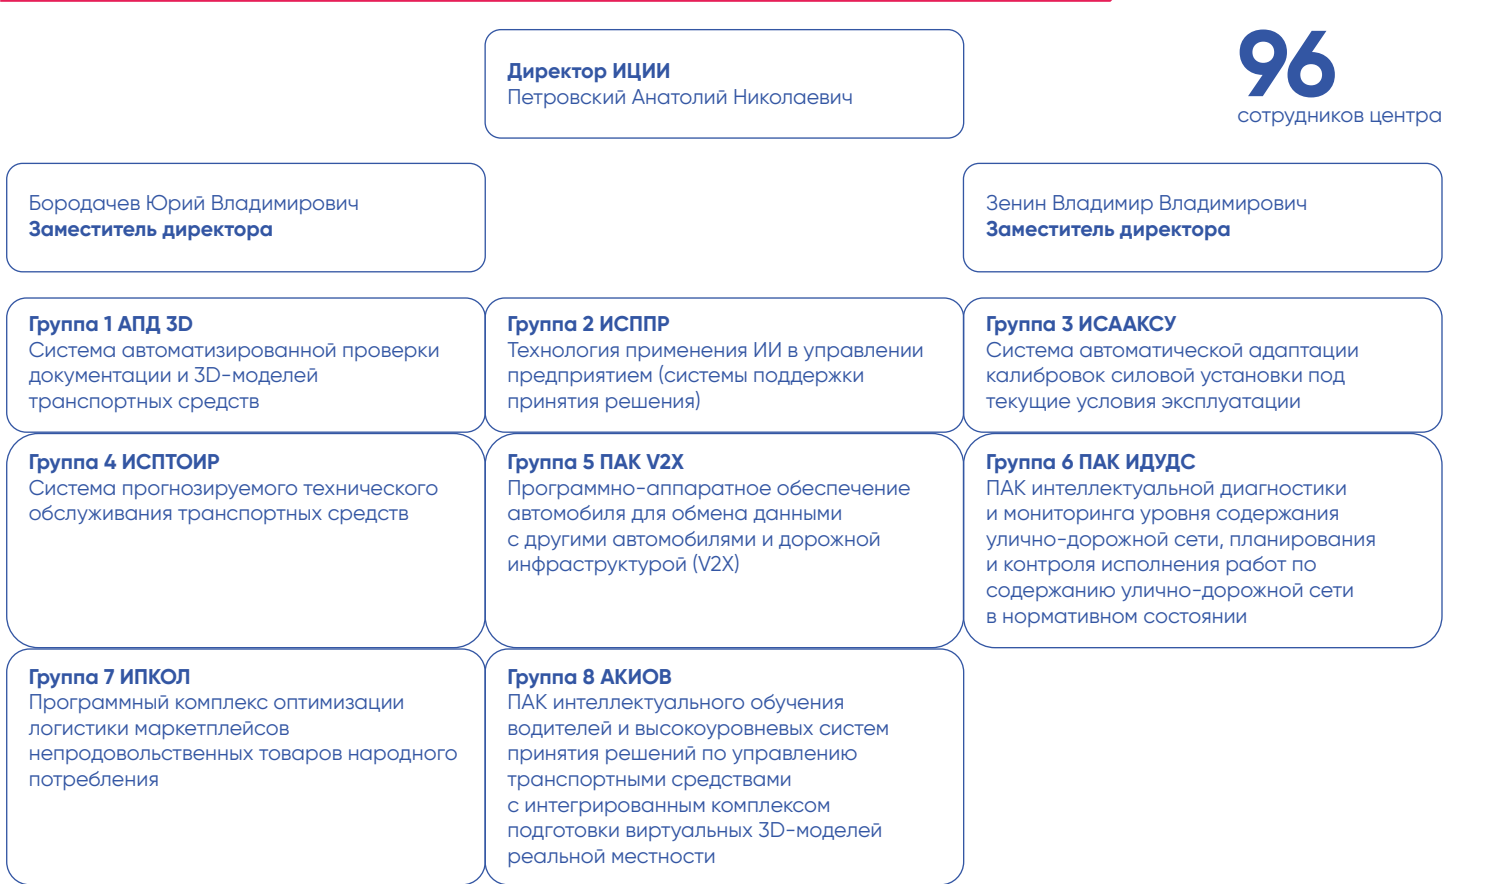 Директор ИЦИИ
Петровский Анатолий Николаевич
96
сотрудников центра
Бородачев Юрий Владимирович
Заместитель директора
Зенин Владимир Владимирович
Заместитель директора
Группа 1 АПД 3D
Система автоматизированной проверки
документации и 3D-моделей
транспортных средств
Группа 2 ИСППР
Технология применения ИИ в управлении
предприятием (системы поддержки
принятия решения)
Группа 3 ИСААКСУ
Система автоматической адаптации
калибровок силовой установки под
текущие условия эксплуатации
Группа 4 ИСПТОИР
Система прогнозируемого технического
обслуживания транспортных средств
Группа 5 ПАК V2X
Программно-аппаратное обеспечение
автомобиля для обмена данными
с другими автомобилями и дорожной
инфраструктурой (V2X)
Группа 6 ПАК ИДУДС
ПАК интеллектуальной диагностики
и мониторинга уровня содержания
улично-дорожной сети, планирования
и контроля исполнения работ по
содержанию улично-дорожной сети
в нормативном состоянии
Группа 7 ИПКОЛ
Программный комплекс оптимизации
логистики маркетплейсов
непродовольственных товаров народного
потребления
Группа 8 АКИОВ
ПАК интеллектуального обучения
водителей и высокоуровневых систем
принятия решений по управлению
транспортными средствами
с интегрированным комплексом
подготовки виртуальных 3D-моделей
реальной местности